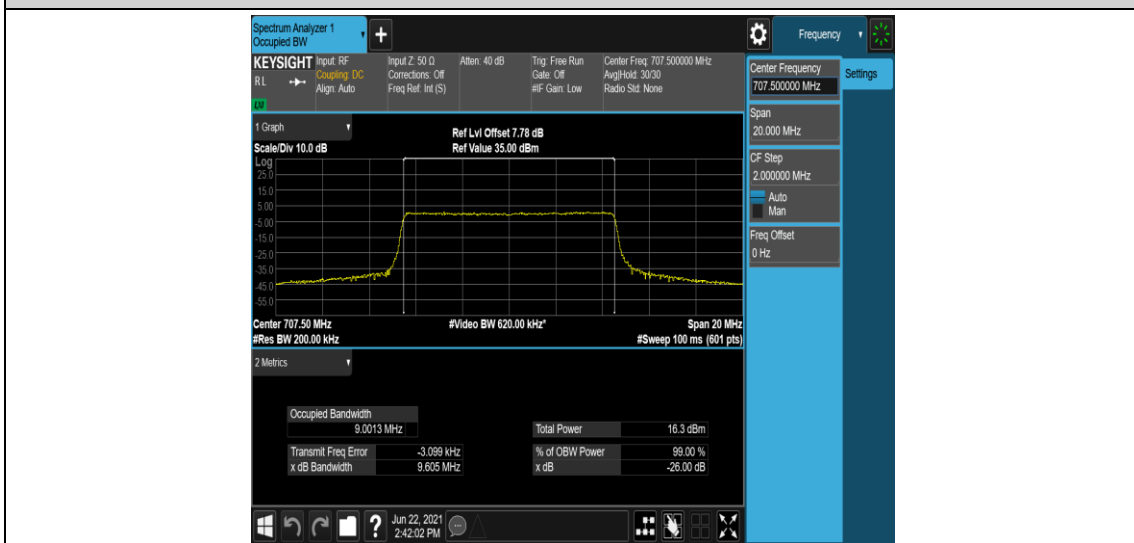 Spectrum Analyzer 1
Occupied BW
+
Frequency
KEYSIGHT
RL
LXI
Input: RF
Coupling: DC
Align: Auto
Input Z: 50 Ω
Corrections: Off
Freq Ref: Int (S)
Atten: 40 dB
Trig: Free Run
Gate: Off
#IF Gain: Low
Center Freq: 707.500000 MHz
Avg|Hold: 30/30
Radio Std: None
Center Frequency
707.500000 MHz
Settings
Span
20.000 MHz
CF Step
2.000000 MHz
Auto
Man
Freq Offset
0 Hz
1 Graph
Scale/Div 10.0 dB
Ref Lvl Offset 7.78 dB
Ref Value 35.00 dBm
Log
25.0
15.0
5.00
-5.00
-15.0
-25.0
-35.0
-45.0
-55.0
Center 707.50 MHz
#Video BW 620.00 kHz*
Span 20 MHz
#Res BW 200.00 kHz
#Sweep 100 ms (601 pts)
2 Metrics
Occupied Bandwidth
9.0013 MHz
Total Power 16.3 dBm
Transmit Freq Error -3.099 kHz
% of OBW Power 99.00 %
x dB Bandwidth 9.605 MHz
x dB -26.00 dB
?
Jun 22, 2021
2:42:02 PM